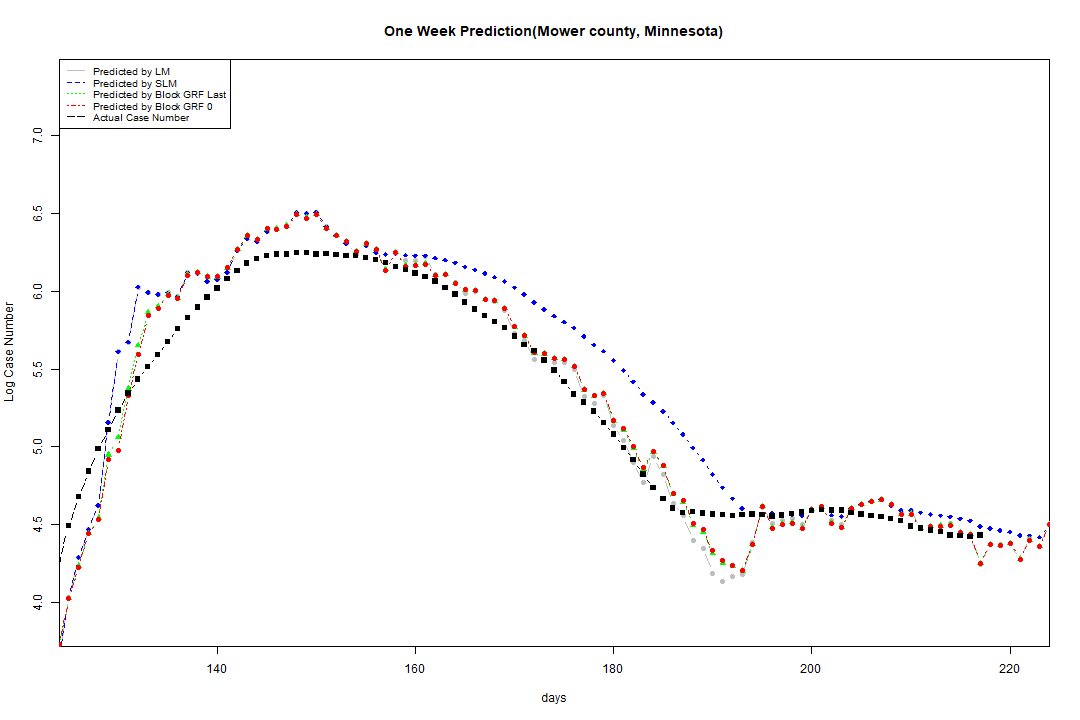 One Week Prediction(Mower county, Minnesota)
Predicted by LM
Predicted by SLM
Predicted by Block GRF Last
Predicted by Block GRF 0
Actual Case Number
7.0
6.5
6.0
5.5
5.0
4.5
4.0
Log Case Number
140 160 180 200 220
days